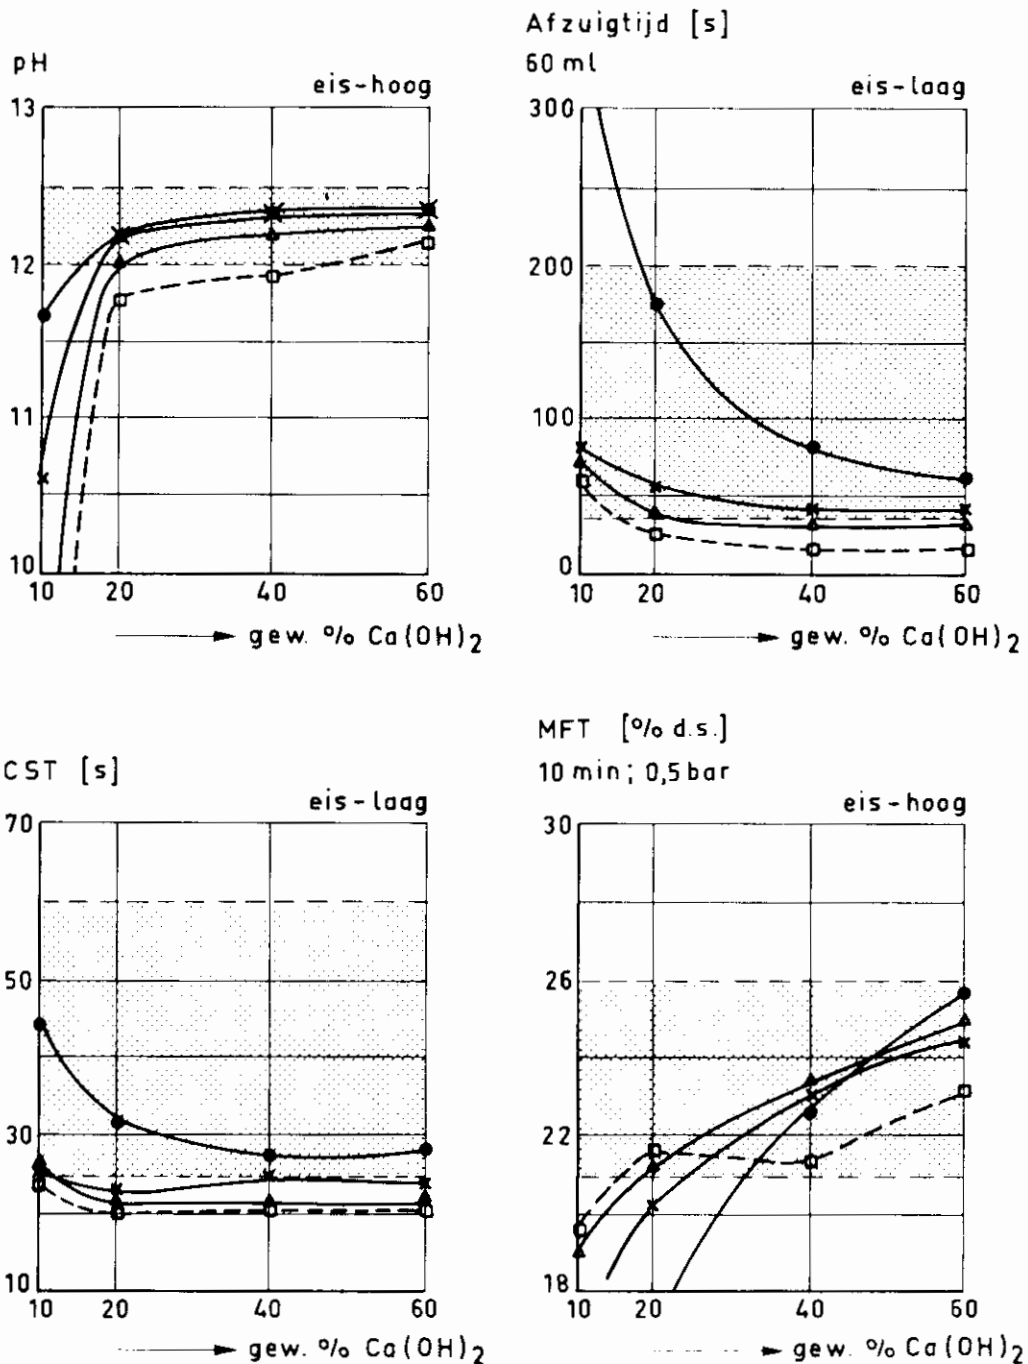 pH
eis-hoog
13
12
11
10
10 20 40 60
gew. % Ca(OH)2
Afzuigtijd [s]
60 ml
eis-laag
300
200
100
0
10 20 40 60
gew. % Ca(OH)2
CST [s]
eis-laag
70
50
30
10
10 20 40 60
gew. % Ca(OH)2
MFT [% d.s.]
10 min; 0,5 bar
eis-hoog
30
26
22
18
10 20 40 60
gew. % Ca(OH)2